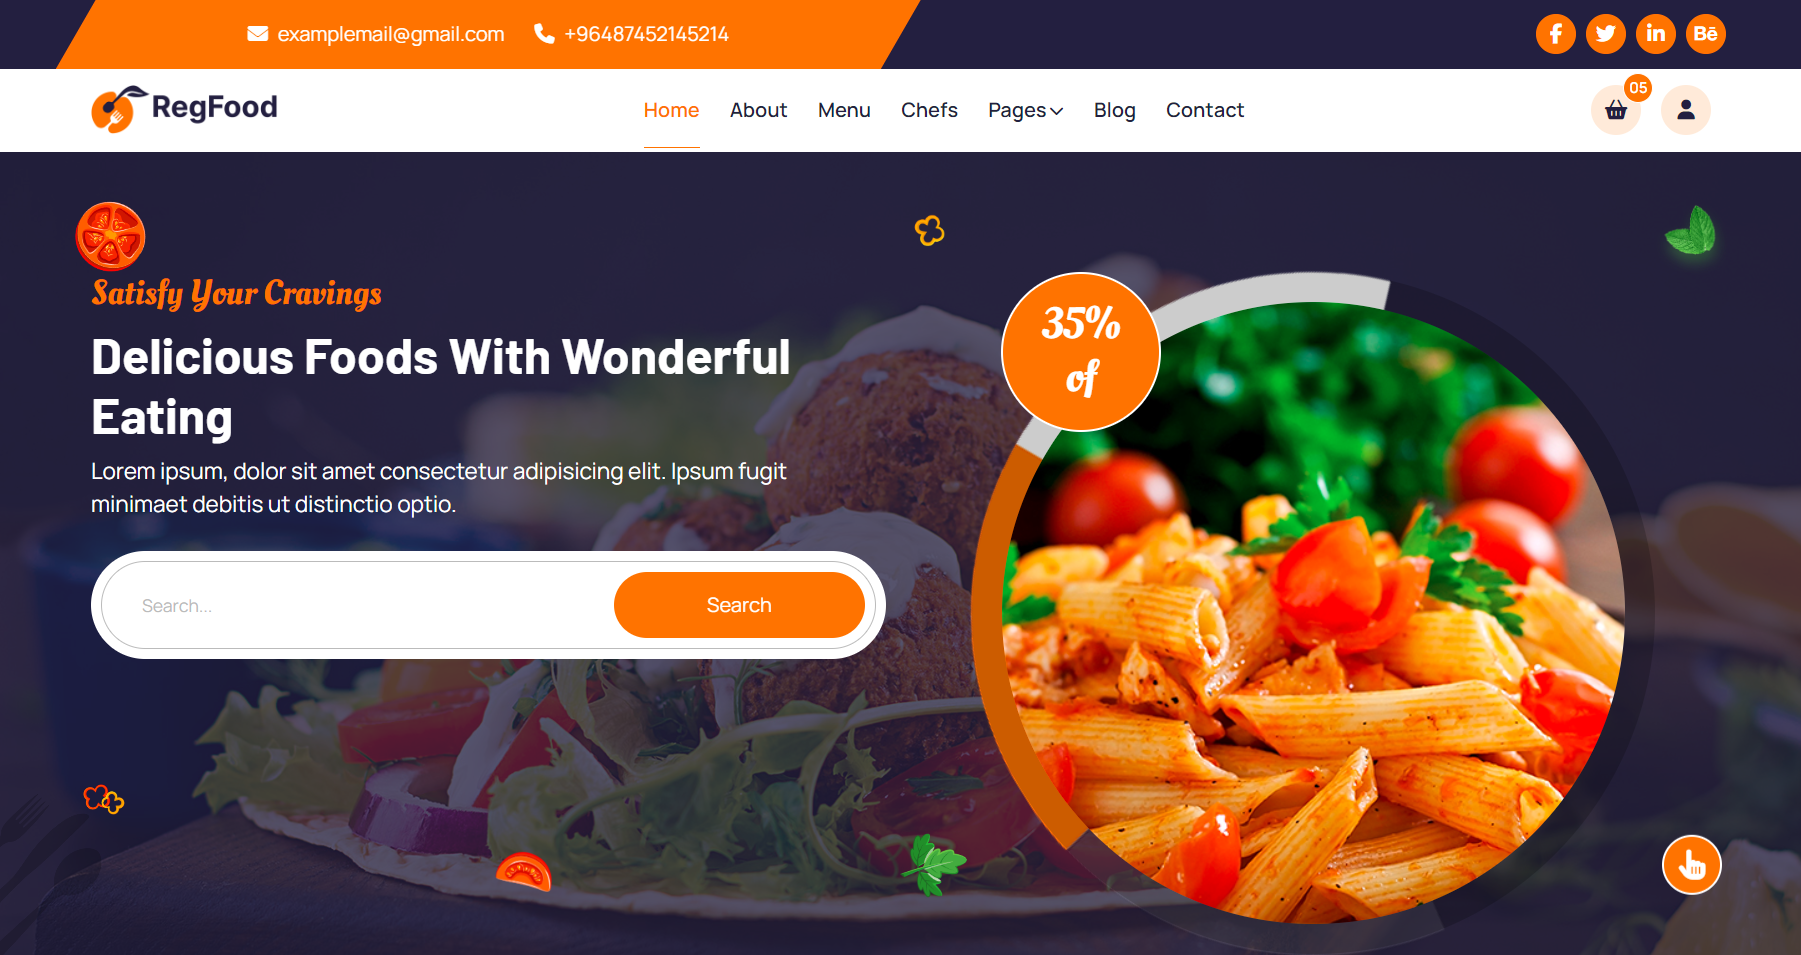 examplemail@gmail.com +96487452145214
Bē
RegFood
Home About Menu Chefs Pages Blog Contact
05
Satisfy Your Cravings
Delicious Foods With Wonderful
Eating
Lorem ipsum, dolor sit amet consectetur adipisicing elit. Ipsum fugit
minimaet debitis ut distinctio optio.
Search...
Search
35%
of